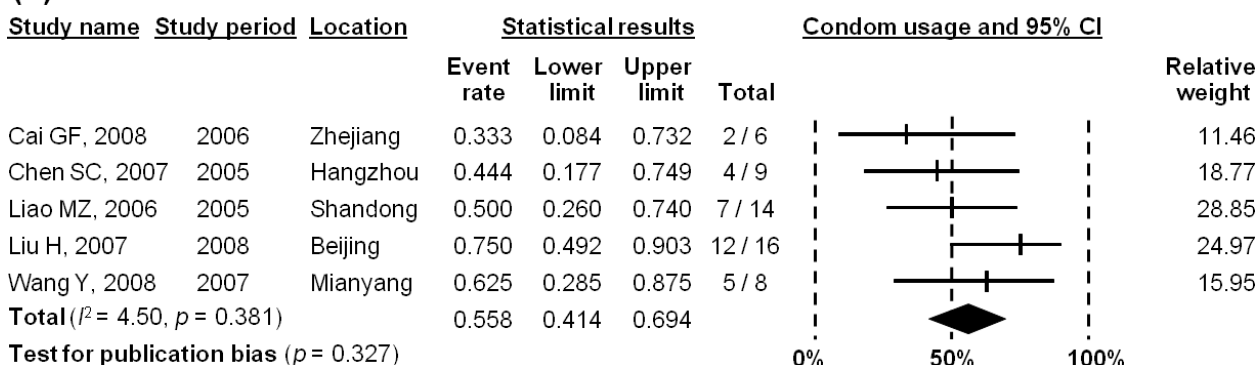 Study name Study period Location Statistical results Condom usage and 95% CI
Event rate Lower limit Upper limit Total Relative weight
Cai GF, 2008 2006 Zhejiang 0.333 0.084 0.732 2 / 6 11.46
Chen SC, 2007 2005 Hangzhou 0.444 0.177 0.749 4 / 9 18.77
Liao MZ, 2006 2005 Shandong 0.500 0.260 0.740 7 / 14 28.85
Liu H, 2007 2008 Beijing 0.750 0.492 0.903 12 / 16 24.97
Wang Y, 2008 2007 Mianyang 0.625 0.285 0.875 5 / 8 15.95
Total (I² = 4.50, p = 0.381) 0.558 0.414 0.694
Test for publication bias (p = 0.327) 0% 50% 100%